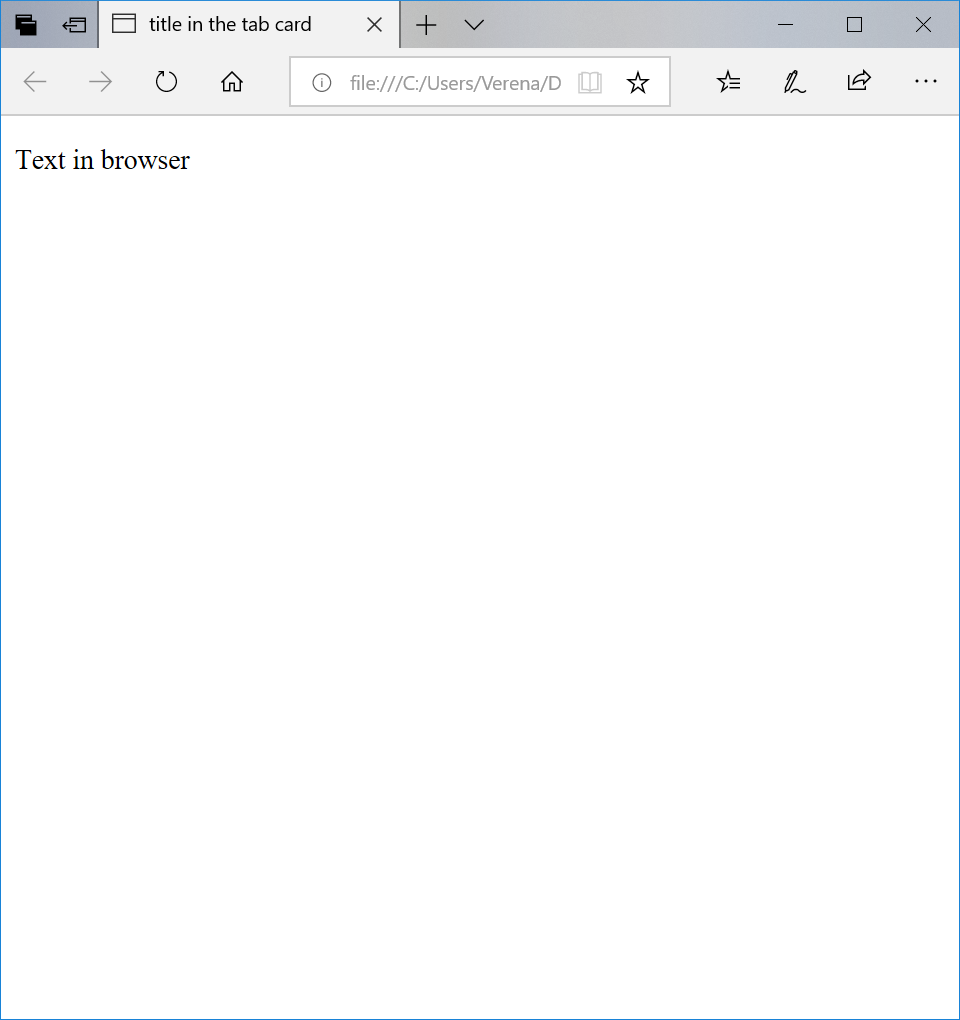 title in the tab card
file:///C:/Users/Verena/D
Text in browser